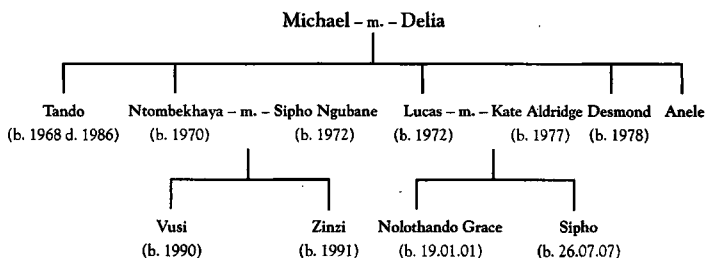 Michael – m. – Delia
Tando Ntombekhaya – m. – Sipho Ngubane Lucas – m. – Kate Aldridge Desmond Anele
(b. 1968 d. 1986) (b. 1970) (b. 1972) (b. 1972) (b. 1977) (b. 1978)
Vusi Zinzi Nolothando Grace Sipho
(b. 1990) (b. 1991) (b. 19.01.01) (b. 26.07.07)